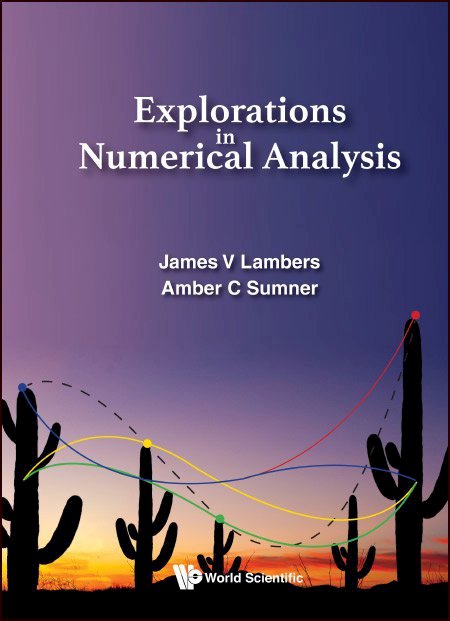 Explorations
in
Numerical Analysis
James V Lambers
Amber C Sumner
World Scientific